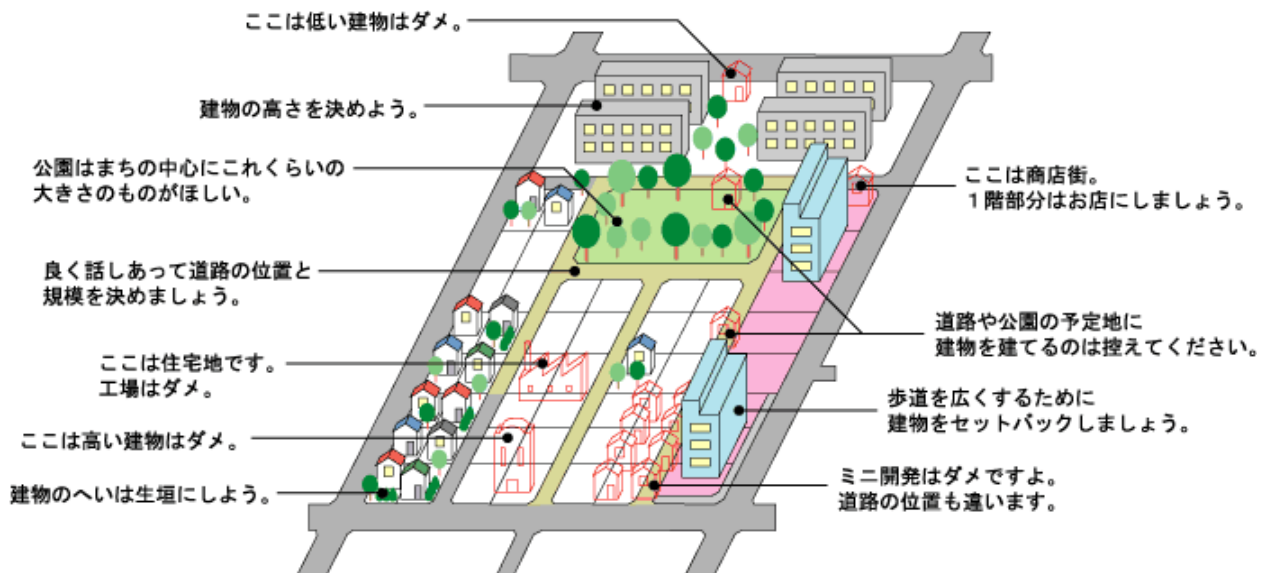 ここは低い建物はダメ。
建物の高さを決めよう。
公園はまちの中心にこれくらいの
大きさのものがほしい。
ここは商店街。
１階部分はお店にしましょう。
良く話しあって道路の位置と
規模を決めましょう。
道路や公園の予定地に
建物を建てるのは控えてください。
ここは住宅地です。
工場はダメ。
歩道を広くするために
建物をセットバックしましょう。
ここは高い建物はダメ。
ミニ開発はダメですよ。
道路の位置も違います。
建物のへいは生垣にしよう。